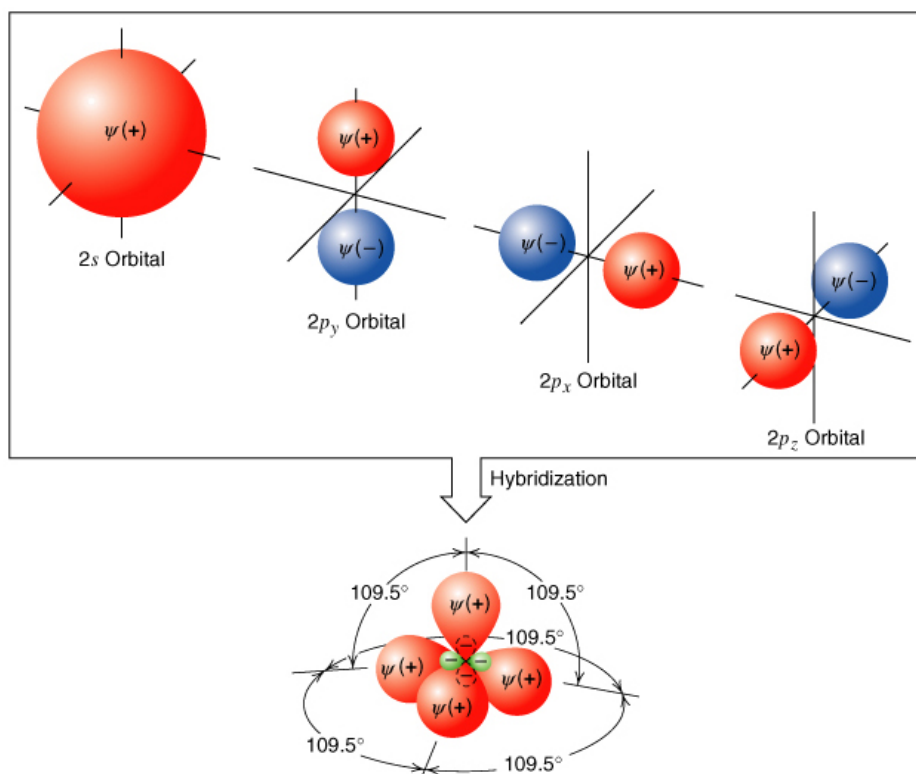 ψ(+)
2s Orbital
ψ(+)
ψ(−)
2p_y Orbital
ψ(−)
ψ(+)
2p_x Orbital
ψ(−)
ψ(+)
2p_z Orbital
Hybridization
109.5°
109.5°
ψ(+)
109.5°
−
− −
−
ψ(+)
ψ(+)
ψ(+)
109.5°
109.5°